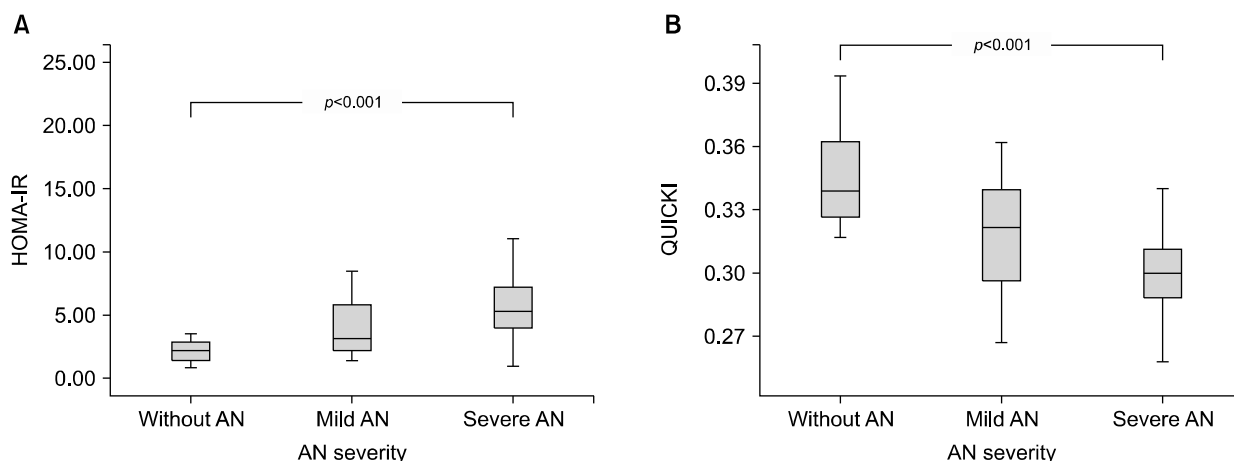 A
25.00
20.00
15.00
10.00
5.00
0.00
HOMA-IR
p<0.001
Without AN
Mild AN
Severe AN
AN severity
B
0.39
0.36
0.33
0.30
0.27
QUICKI
p<0.001
Without AN
Mild AN
Severe AN
AN severity